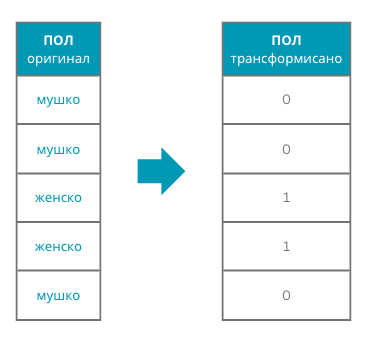 ПОЛ
оригинал
мушко
мушко
женско
женско
мушко
ПОЛ
трансформисано
0
0
1
1
0